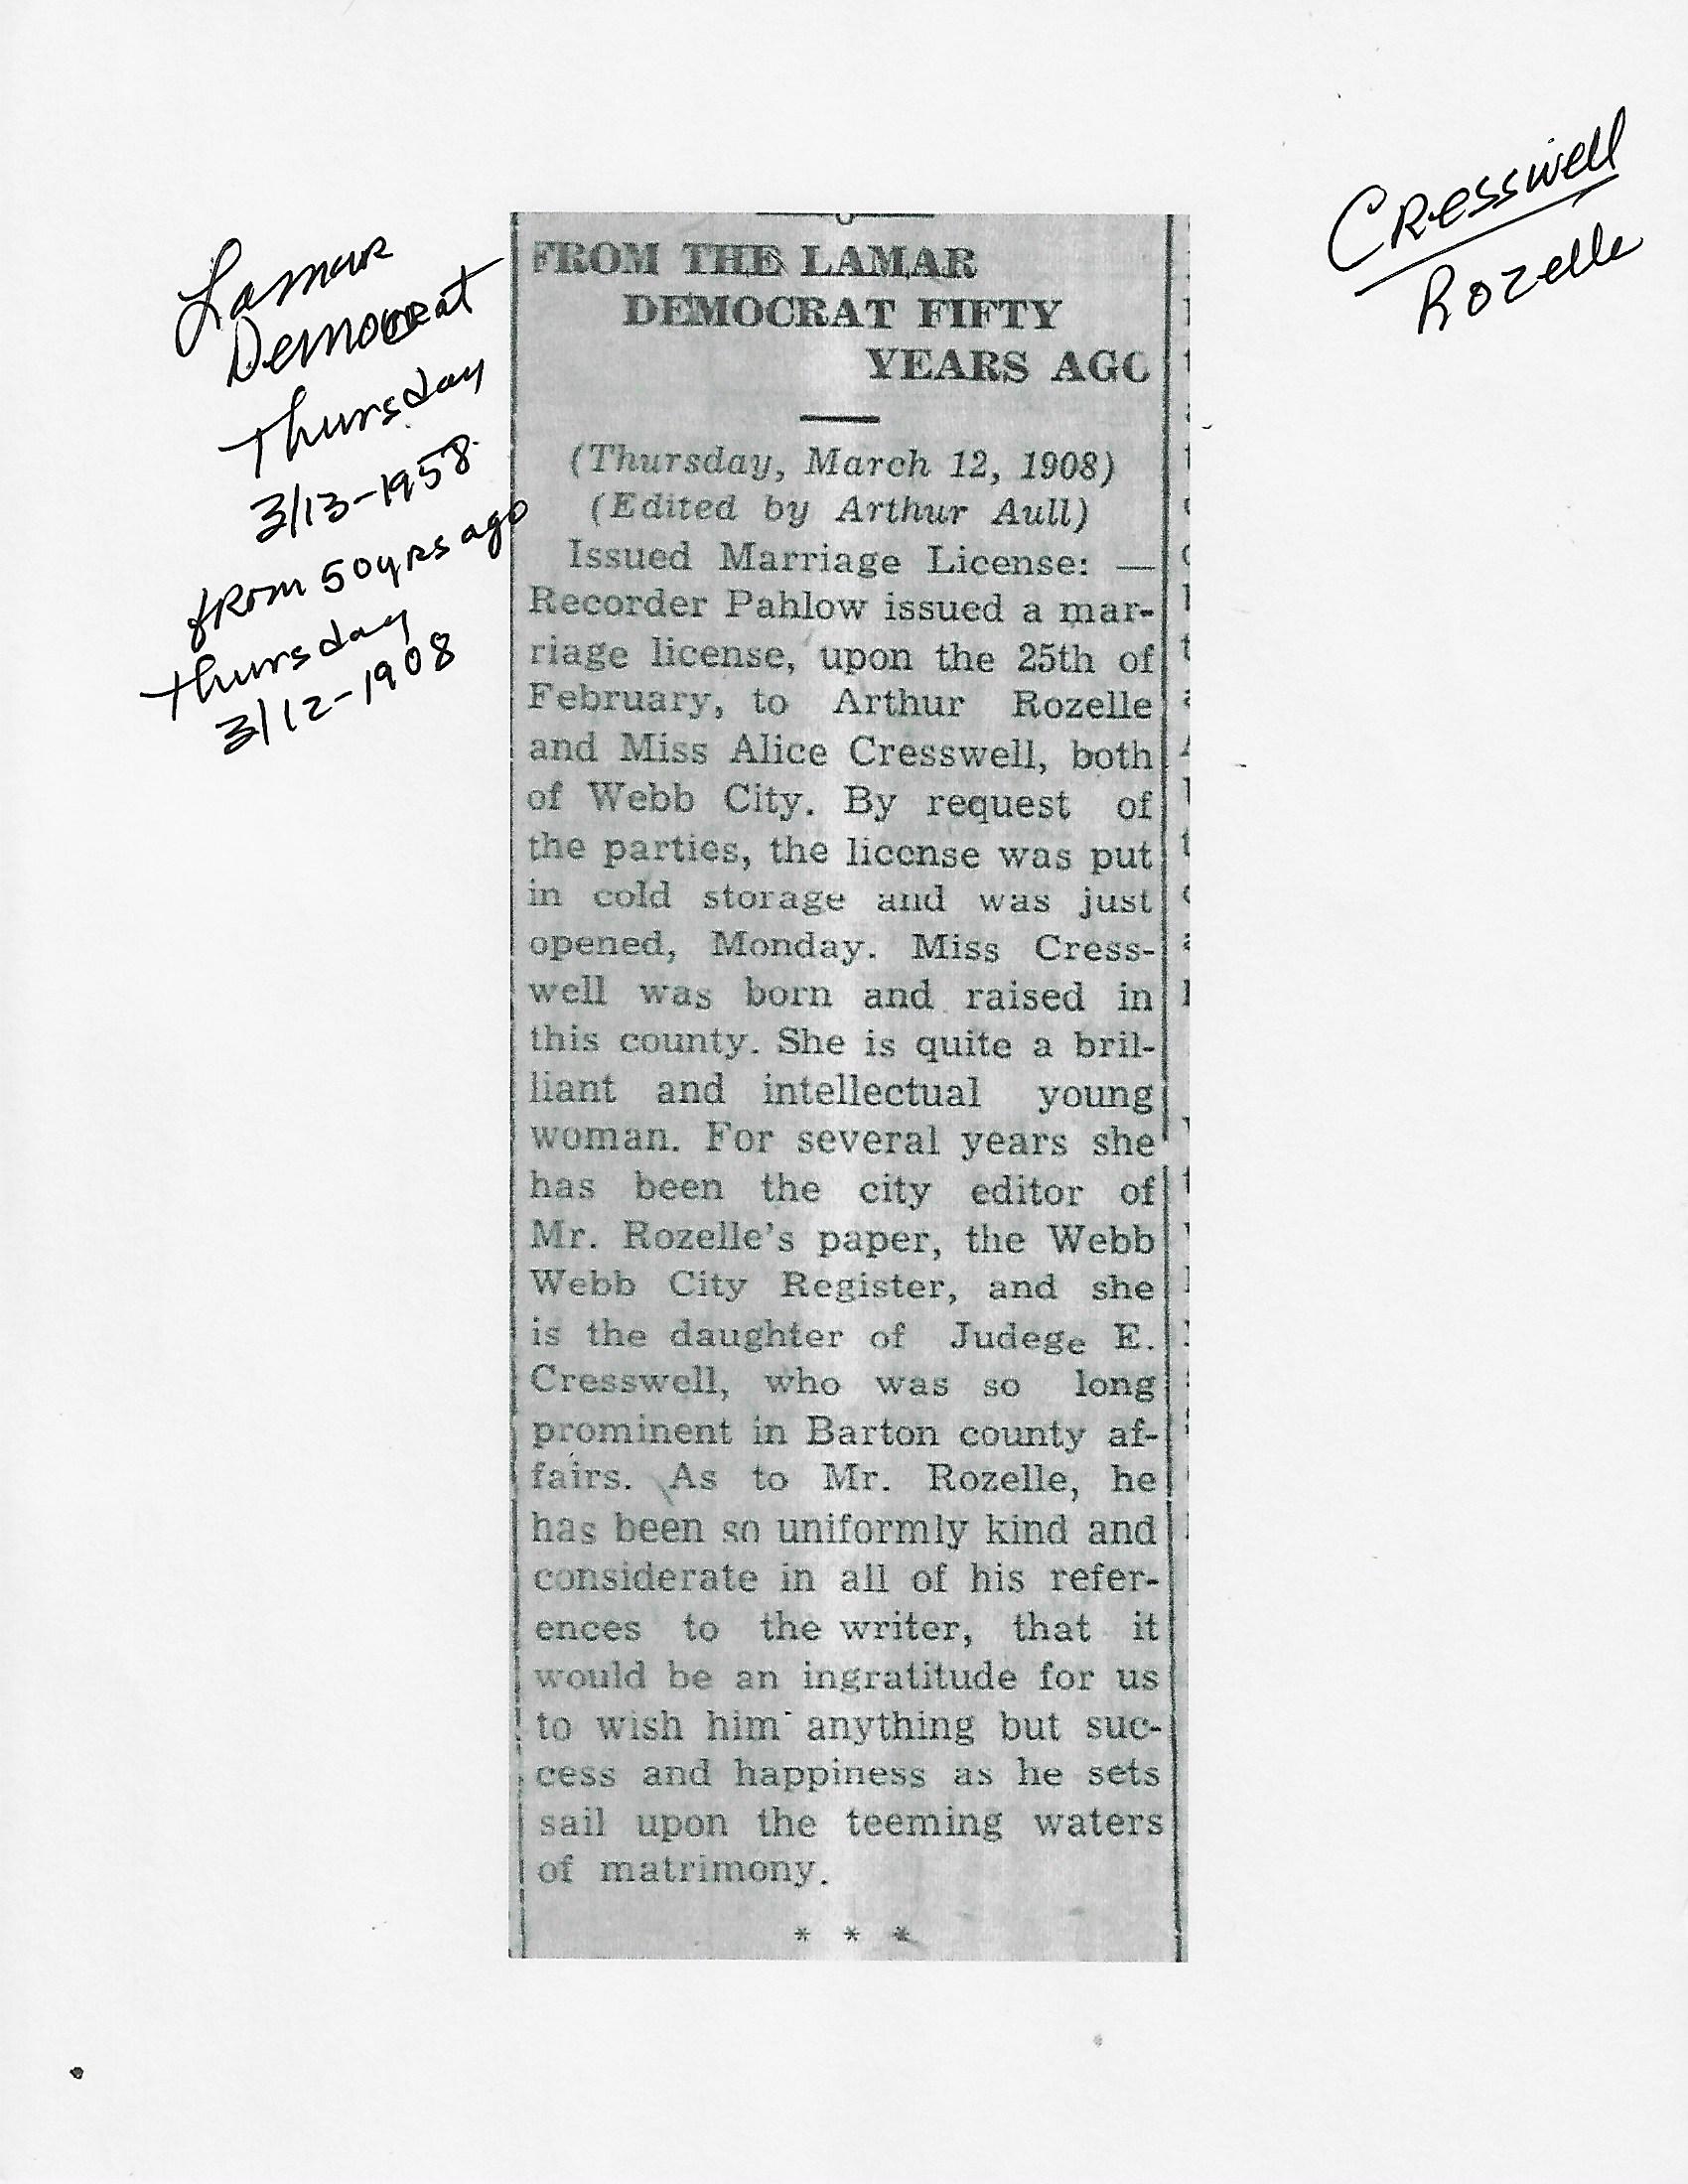 Cresswell
Rozelle
Lamar
Democrat
Thursday
3/13-1958
from 50 yrs ago
Thursday
3/12-1908
FROM THE LAMAR
DEMOCRAT FIFTY
YEARS AGO
(Thursday, March 12, 1908)
(Edited by Arthur Aull)
Issued Marriage License: —
Recorder Pahlow issued a mar-
riage license, upon the 25th of
February, to Arthur Rozelle
and Miss Alice Cresswell, both
of Webb City. By request of
the parties, the license was put
in cold storage and was just
opened, Monday. Miss Cress-
well was born and raised in
this county. She is quite a bril-
liant and intellectual young
woman. For several years she
has been the city editor of
Mr. Rozelle's paper, the Webb
Webb City Register, and she
is the daughter of Judege E.
Cresswell, who was so long
prominent in Barton county af-
fairs. As to Mr. Rozelle, he
has been so uniformly kind and
considerate in all of his refer-
ences to the writer, that it
would be an ingratitude for us
to wish him anything but suc-
cess and happiness as he sets
sail upon the teeming waters
of matrimony.
* * *